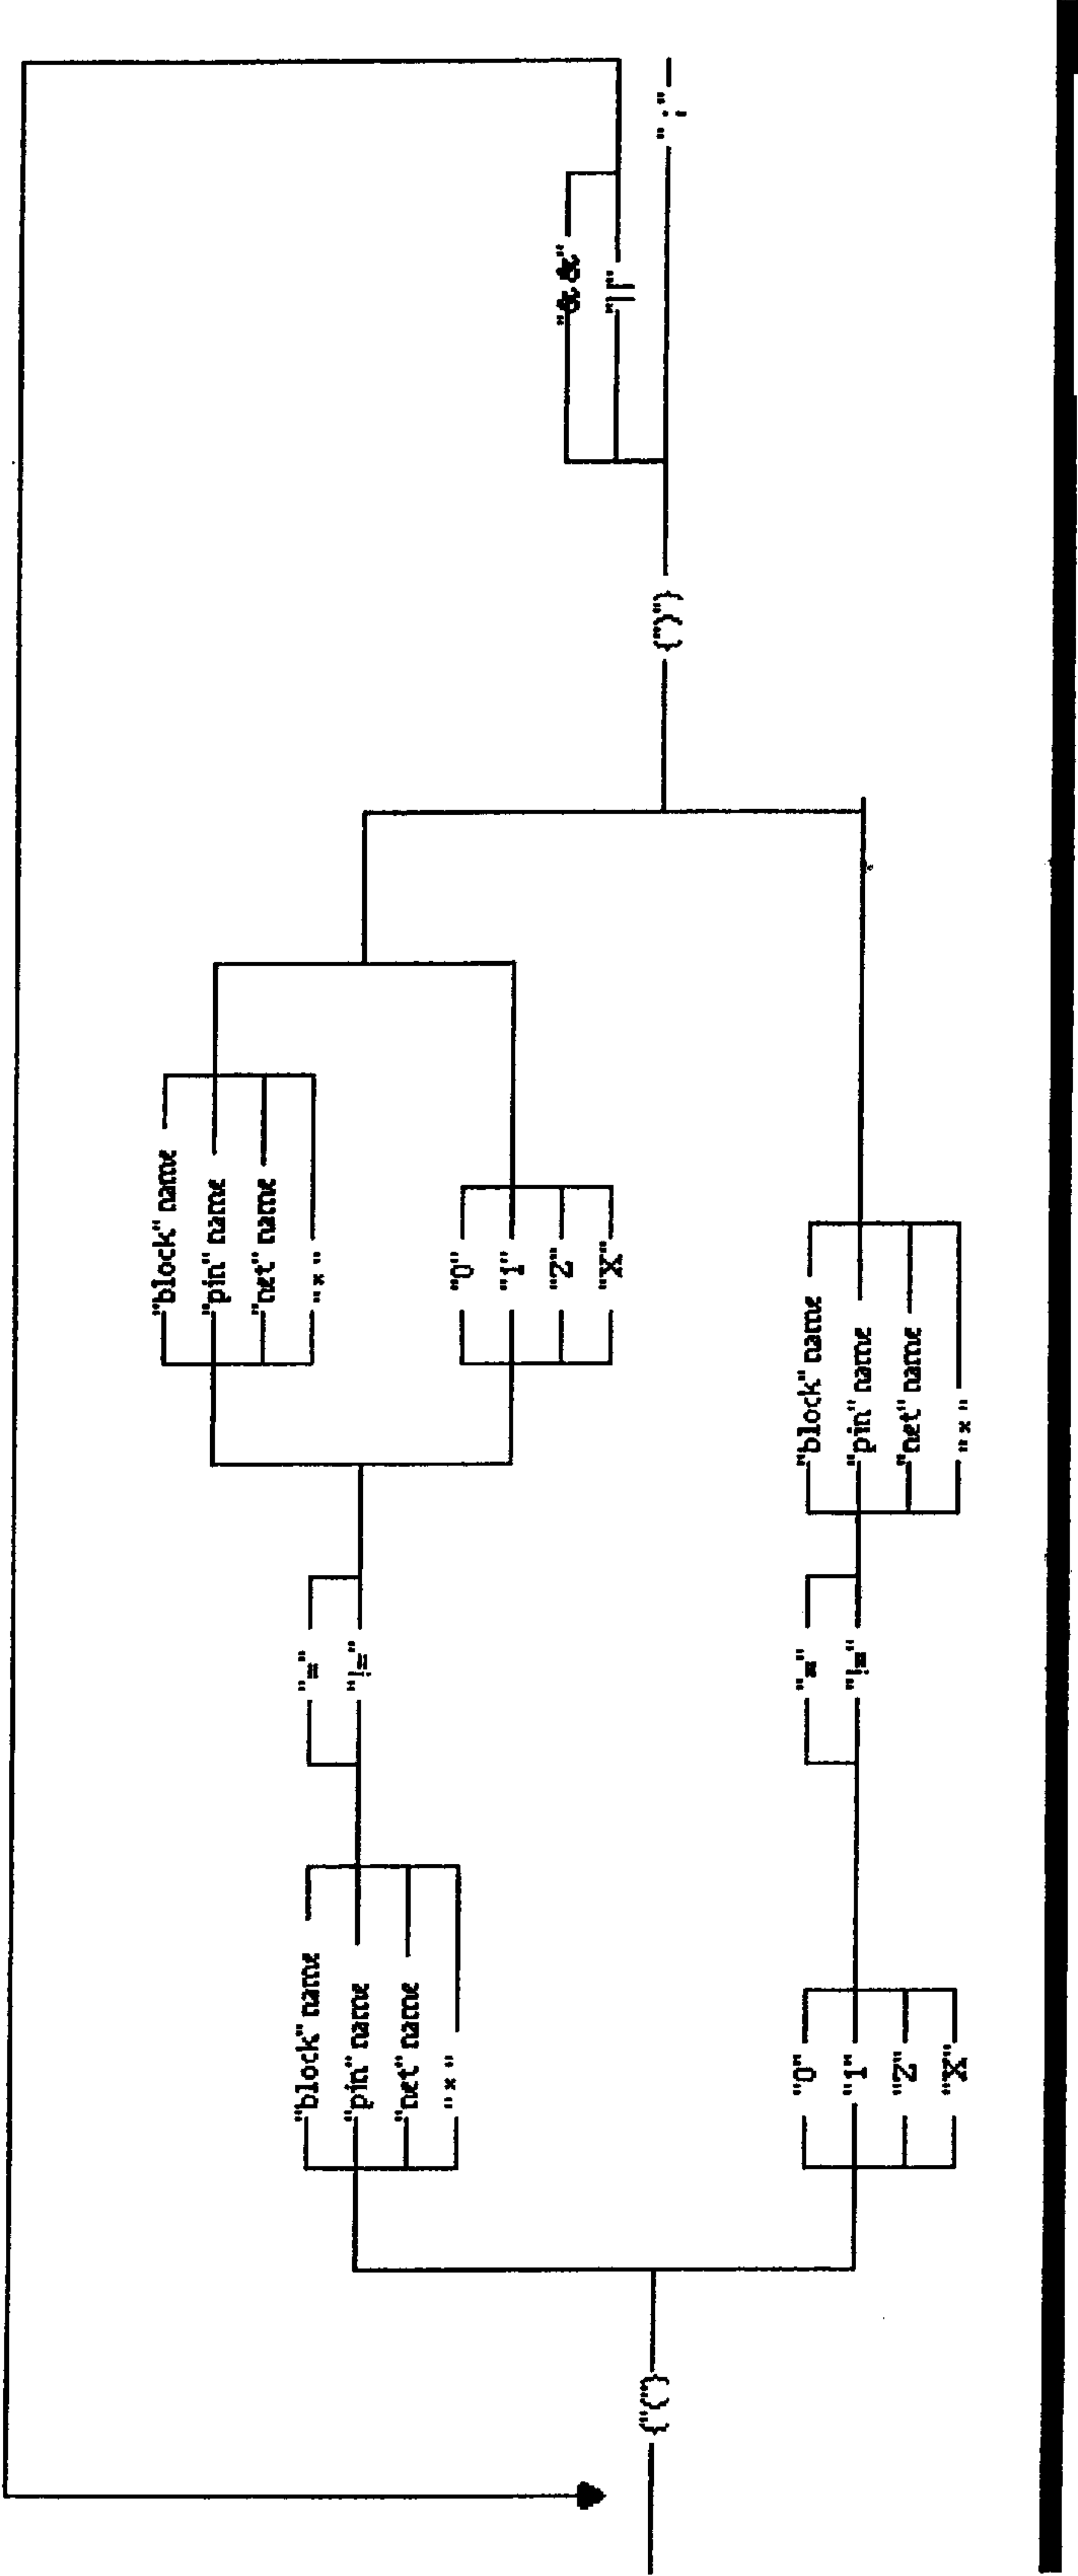 {"("}
"block" name
"pin" name
"net" name
"*"
"0"
"1"
"Z"
"X"
"="
"!="
"="
"!="
"block" name
"pin" name
"net" name
"*"
"0"
"1"
"Z"
"X"
"block" name
"pin" name
"net" name
"*"
{")"}
"&&"
"||"
";"